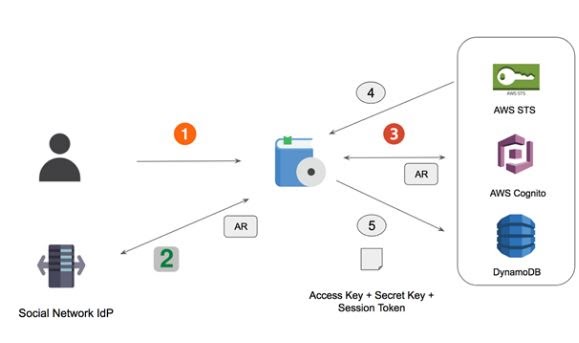 1
4
3
AWS STS
AWS STS
AR
AWS Cognito
2
AR
5
DynamoDB
Social Network IdP
Access Key + Secret Key +
Session Token